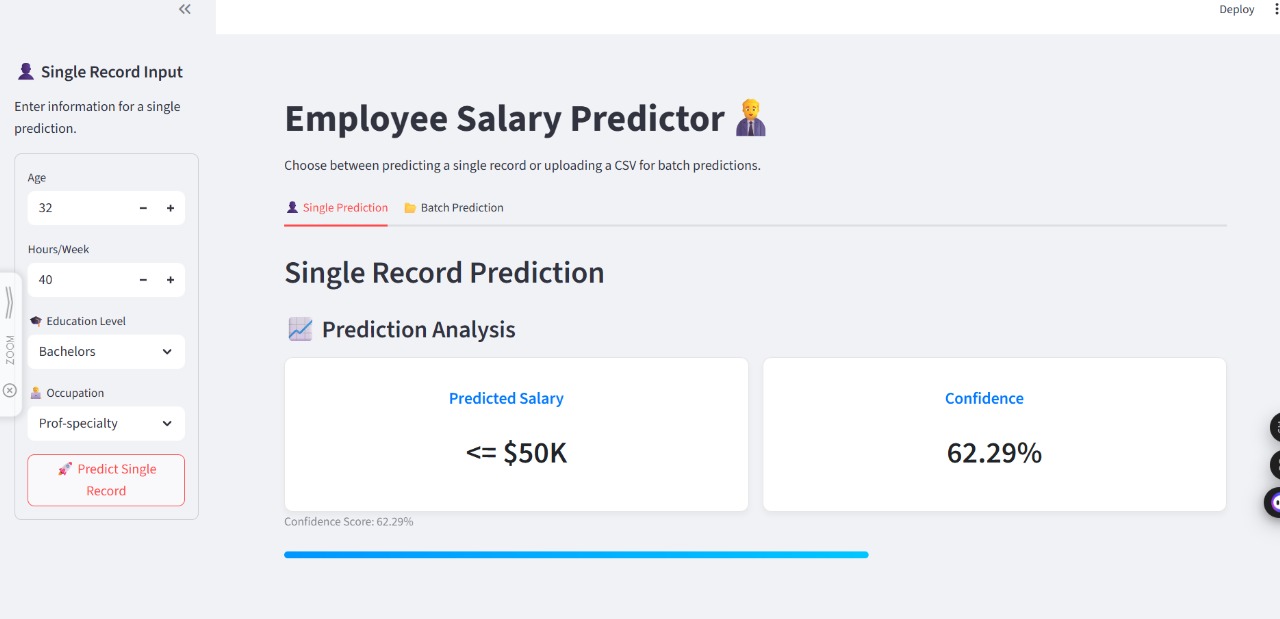 Deploy
Single Record Input
Enter information for a single
prediction.
Age
32
Hours/Week
40
Education Level
Bachelors
Occupation
Prof-specialty
Predict Single
Record
ZOOM
Employee Salary Predictor
Choose between predicting a single record or uploading a CSV for batch predictions.
Single Prediction
Batch Prediction
Single Record Prediction
Prediction Analysis
Predicted Salary
<= $50K
Confidence
62.29%
Confidence Score: 62.29%